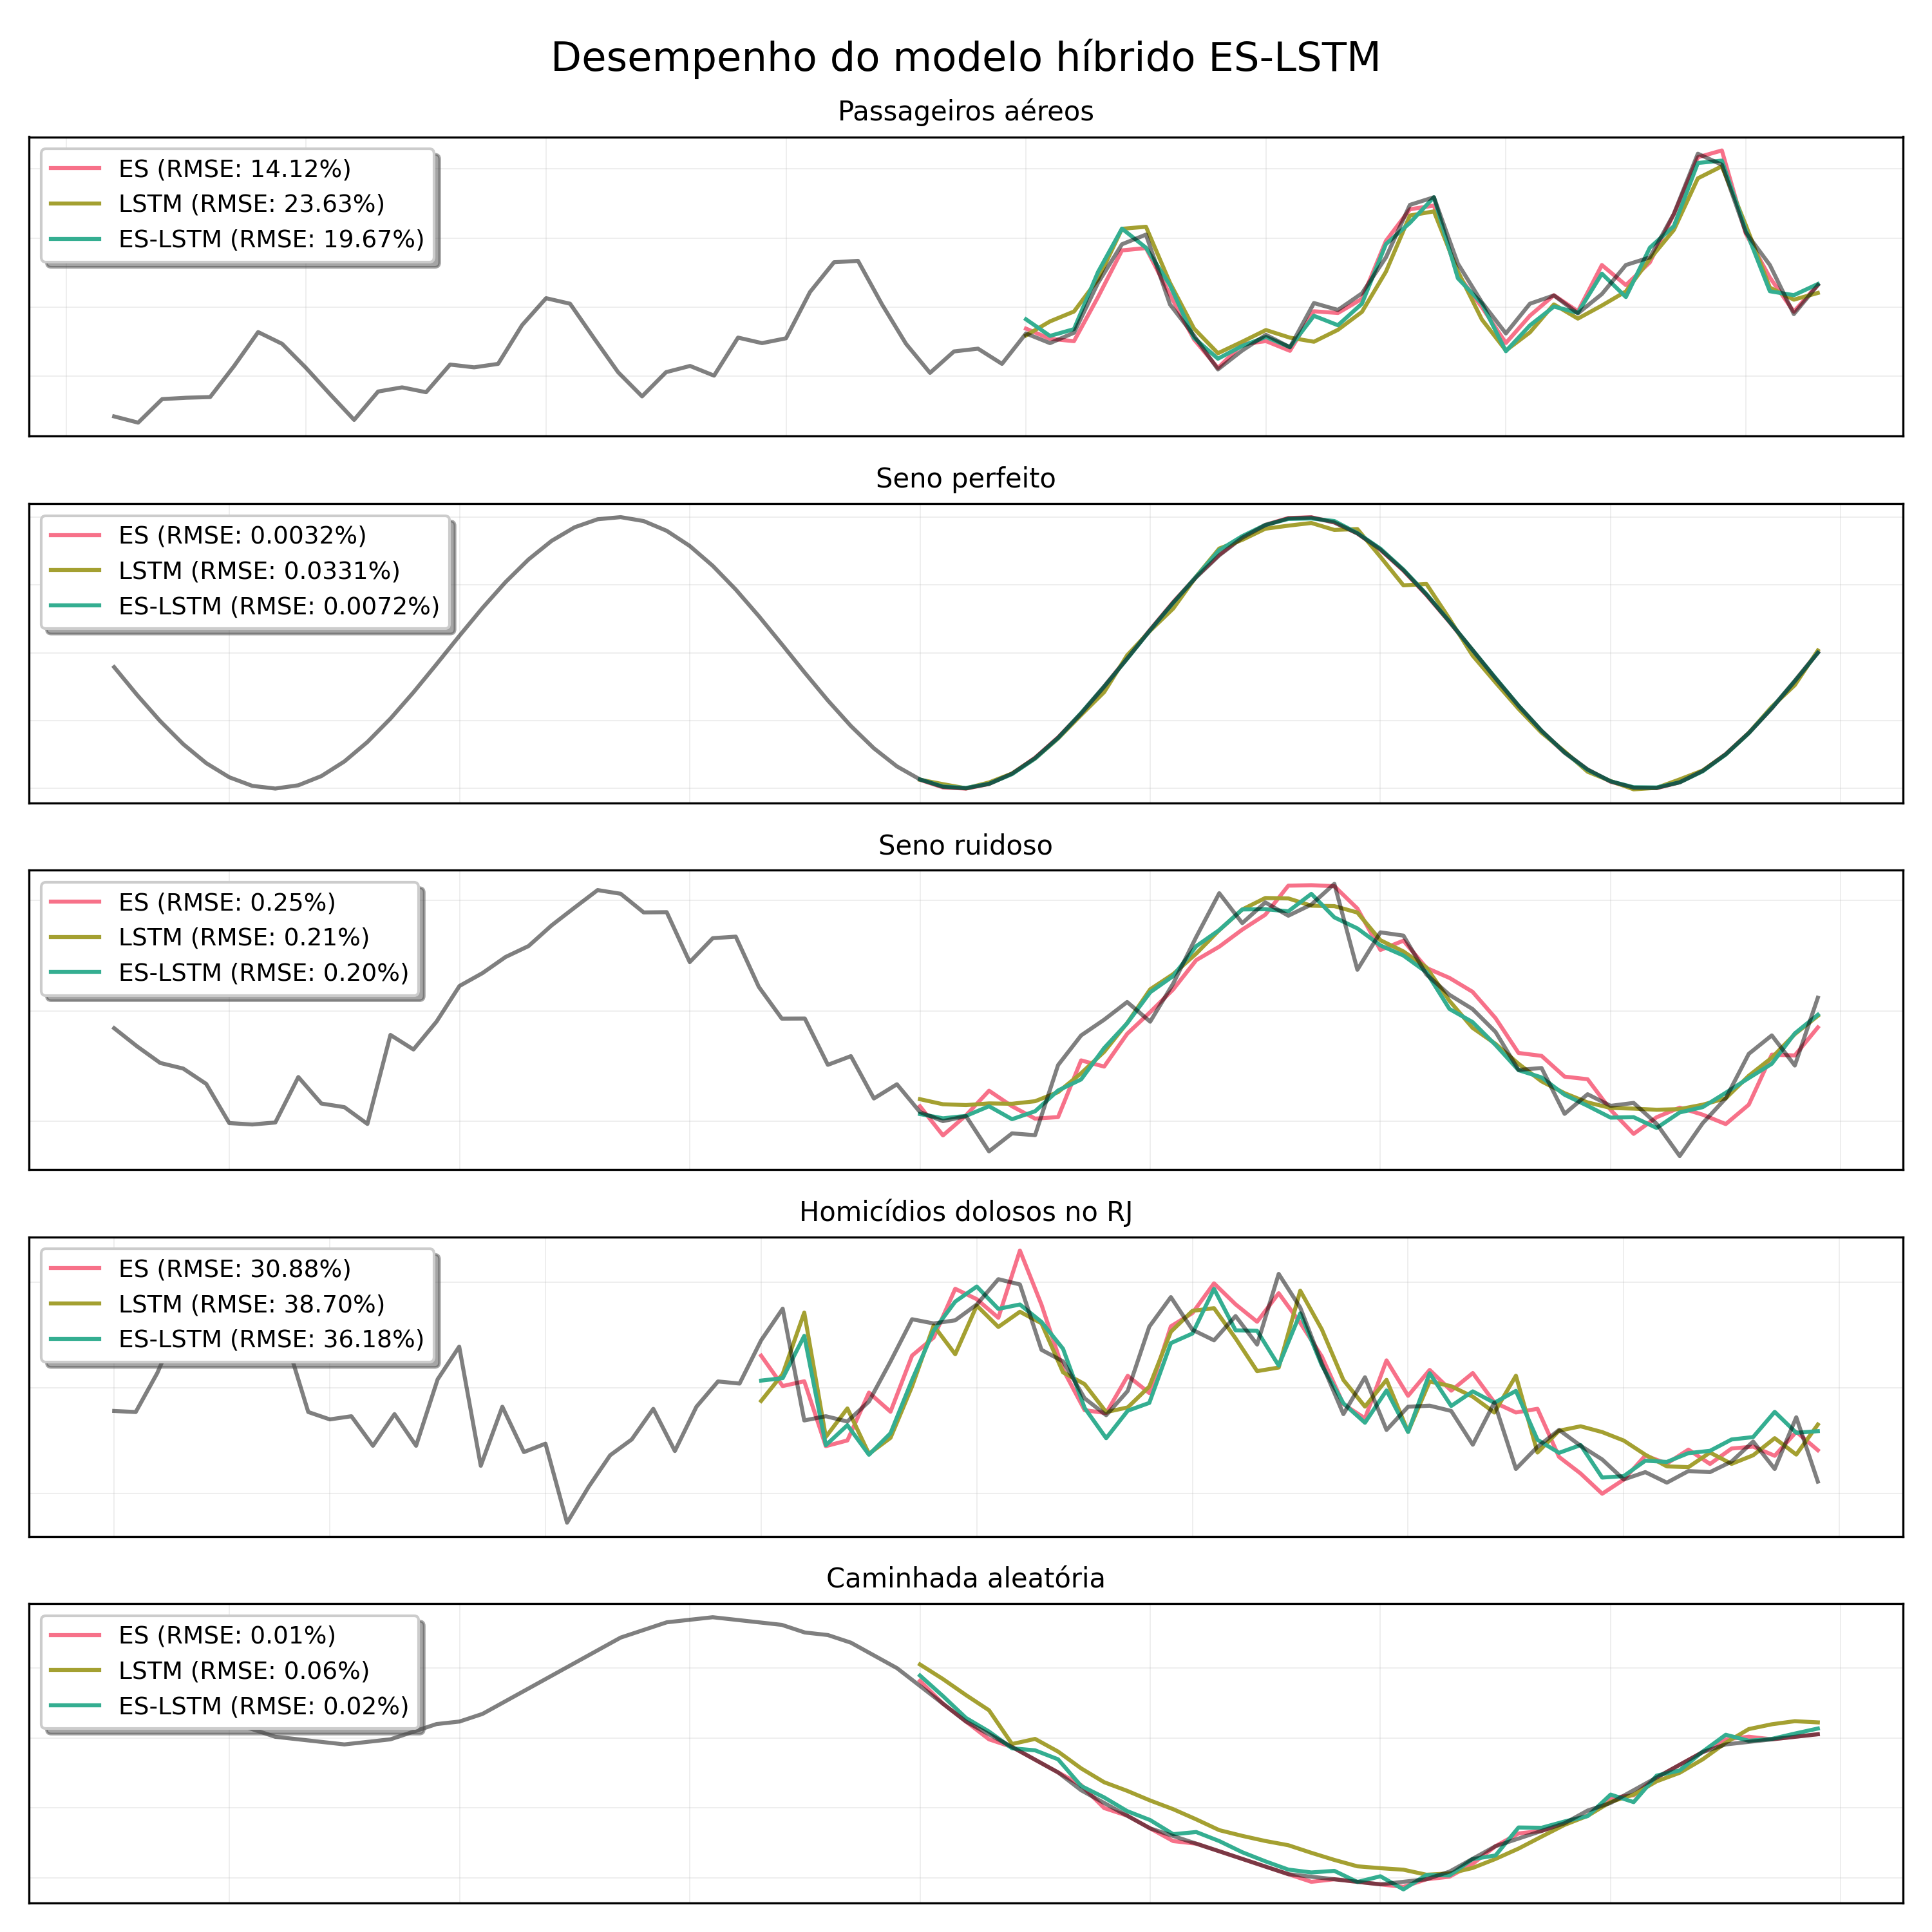 Desempenho do modelo híbrido ES-LSTM
Passageiros aéreos
ES (RMSE: 14.12%)
LSTM (RMSE: 23.63%)
ES-LSTM (RMSE: 19.67%)
Seno perfeito
ES (RMSE: 0.0032%)
LSTM (RMSE: 0.0331%)
ES-LSTM (RMSE: 0.0072%)
Seno ruidoso
ES (RMSE: 0.25%)
LSTM (RMSE: 0.21%)
ES-LSTM (RMSE: 0.20%)
Homicídios dolosos no RJ
ES (RMSE: 30.88%)
LSTM (RMSE: 38.70%)
ES-LSTM (RMSE: 36.18%)
Caminhada aleatória
ES (RMSE: 0.01%)
LSTM (RMSE: 0.06%)
ES-LSTM (RMSE: 0.02%)